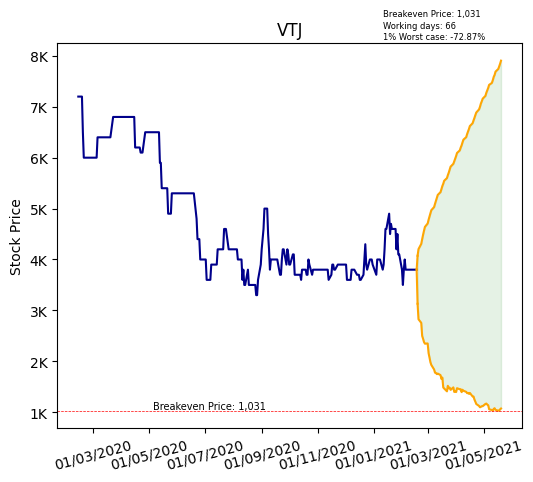 Breakeven Price: 1,031
Working days: 66
1% Worst case: -72.87%
VTJ
8K
7K
6K
5K
4K
3K
2K
1K
Stock Price
Breakeven Price: 1,031
01/03/2020 01/05/2020 01/07/2020 01/09/2020 01/11/2020 01/01/2021 01/03/2021 01/05/2021